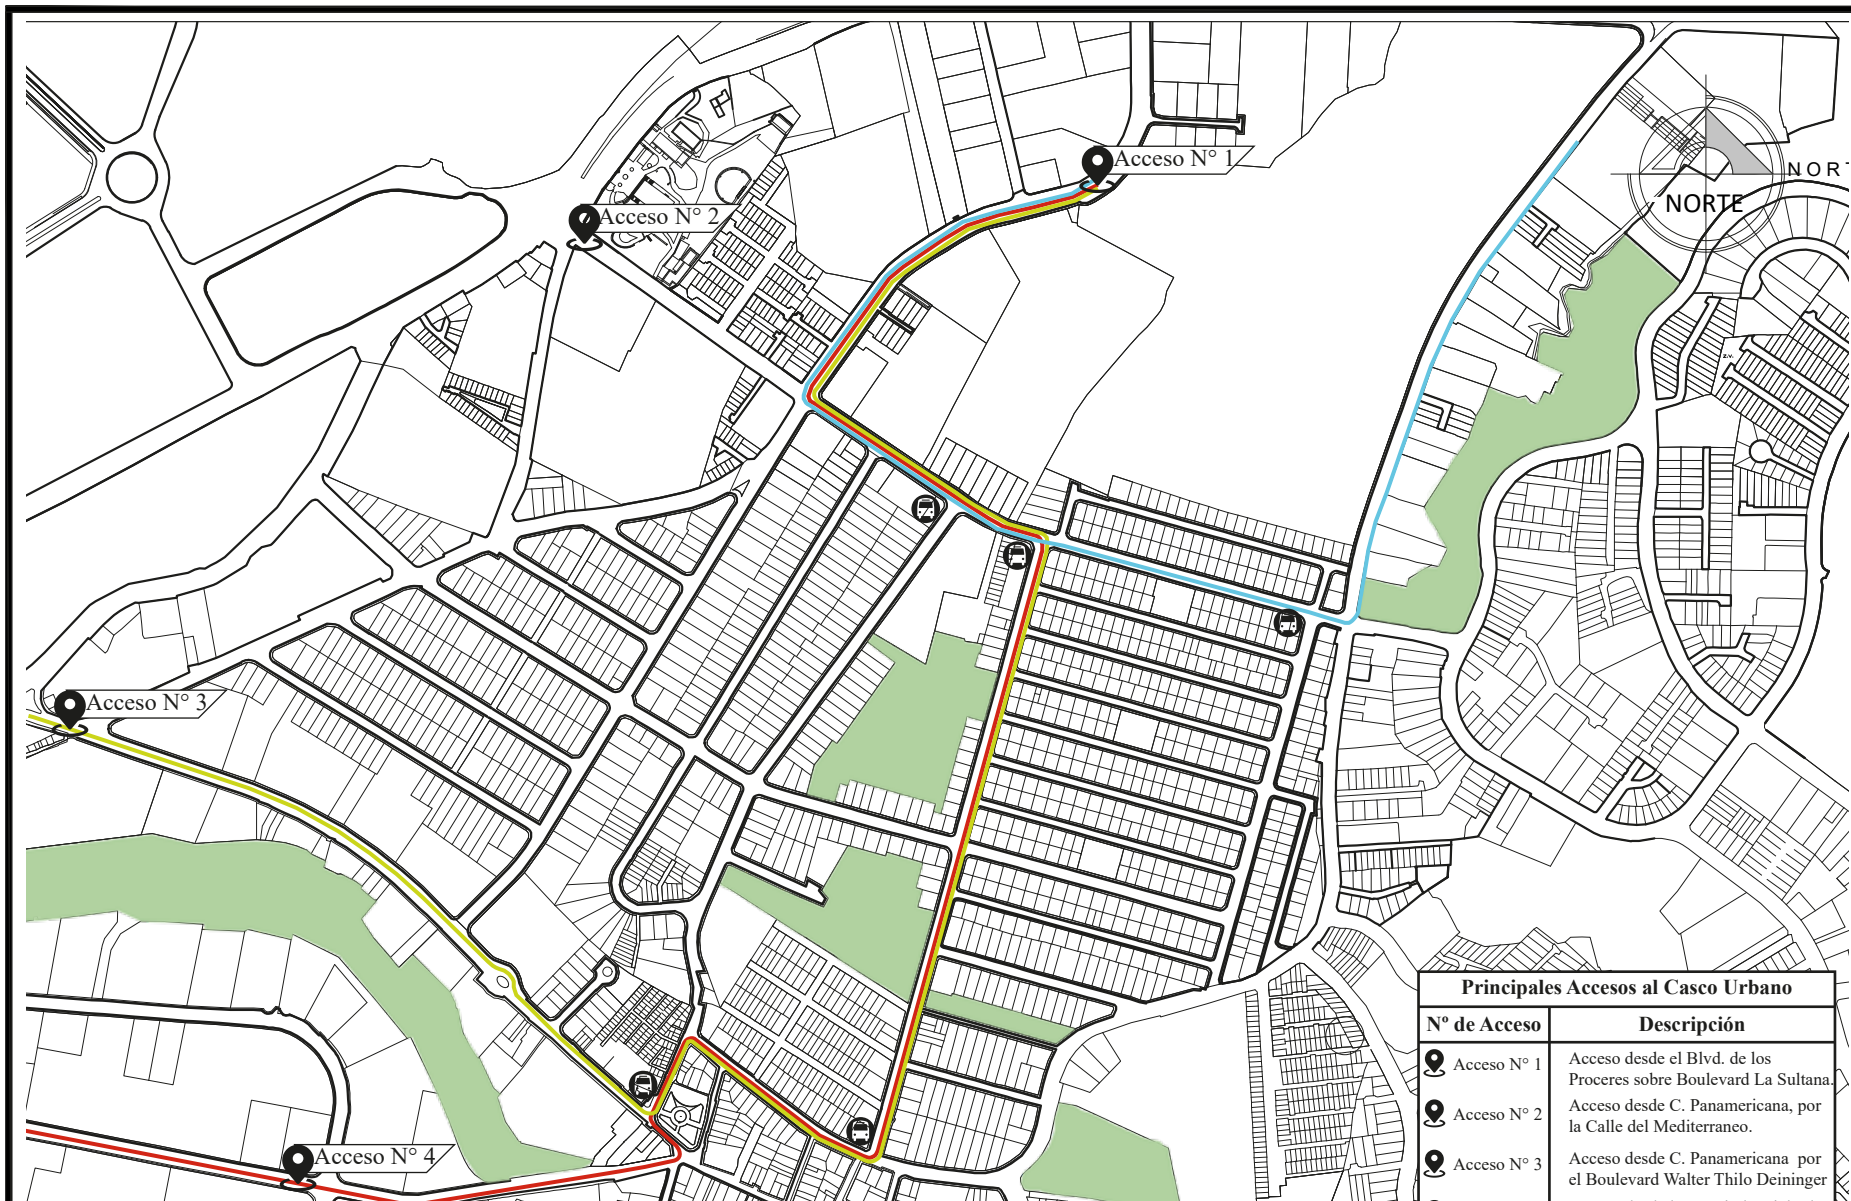 Acceso N° 1
NORT
Acceso N° 2
NORTE
z.v.
Acceso N° 3
Acceso N° 4
Principales Accesos al Casco Urbano
Nº de Acceso
Descripción
Acceso N° 1
Acceso desde el Blvd. de los
Proceres sobre Boulevard La Sultana.
Acceso N° 2
Acceso desde C. Panamericana, por
la Calle del Mediterraneo.
Acceso N° 3
Acceso desde C. Panamericana por
el Boulevard Walter Thilo Deininger